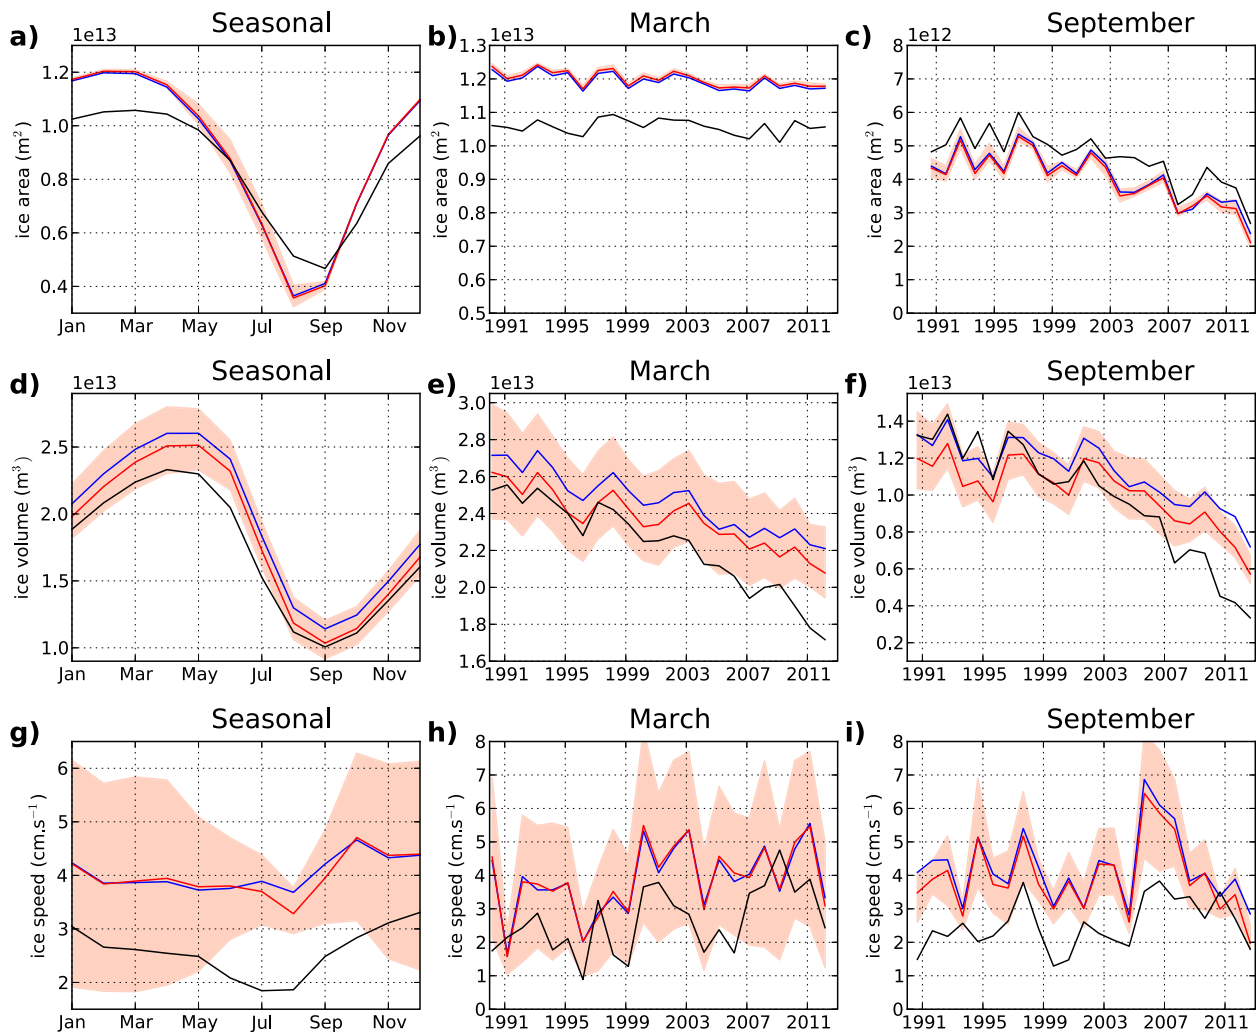 a) Seasonal
1e13
ice area (m²)
1.2
1.0
0.8
0.6
0.4
Jan Mar May Jul Sep Nov
b) March
1e13
ice area (m²)
1.3
1.2
1.1
1.0
0.9
0.8
0.7
0.6
0.5
1991 1995 1999 2003 2007 2011
c) September
1e12
ice area (m²)
8
7
6
5
4
3
2
1
0
1991 1995 1999 2003 2007 2011
d) Seasonal
1e13
ice volume (m³)
2.5
2.0
1.5
1.0
Jan Mar May Jul Sep Nov
e) March
1e13
ice volume (m³)
3.0
2.8
2.6
2.4
2.2
2.0
1.8
1.6
1991 1995 1999 2003 2007 2011
f) September
1e13
ice volume (m³)
1.4
1.2
1.0
0.8
0.6
0.4
0.2
1991 1995 1999 2003 2007 2011
g) Seasonal
ice speed (cm.s⁻¹)
6
5
4
3
2
Jan Mar May Jul Sep Nov
h) March
ice speed (cm.s⁻¹)
8
7
6
5
4
3
2
1
0
1991 1995 1999 2003 2007 2011
i) September
ice speed (cm.s⁻¹)
8
7
6
5
4
3
2
1
0
1991 1995 1999 2003 2007 2011